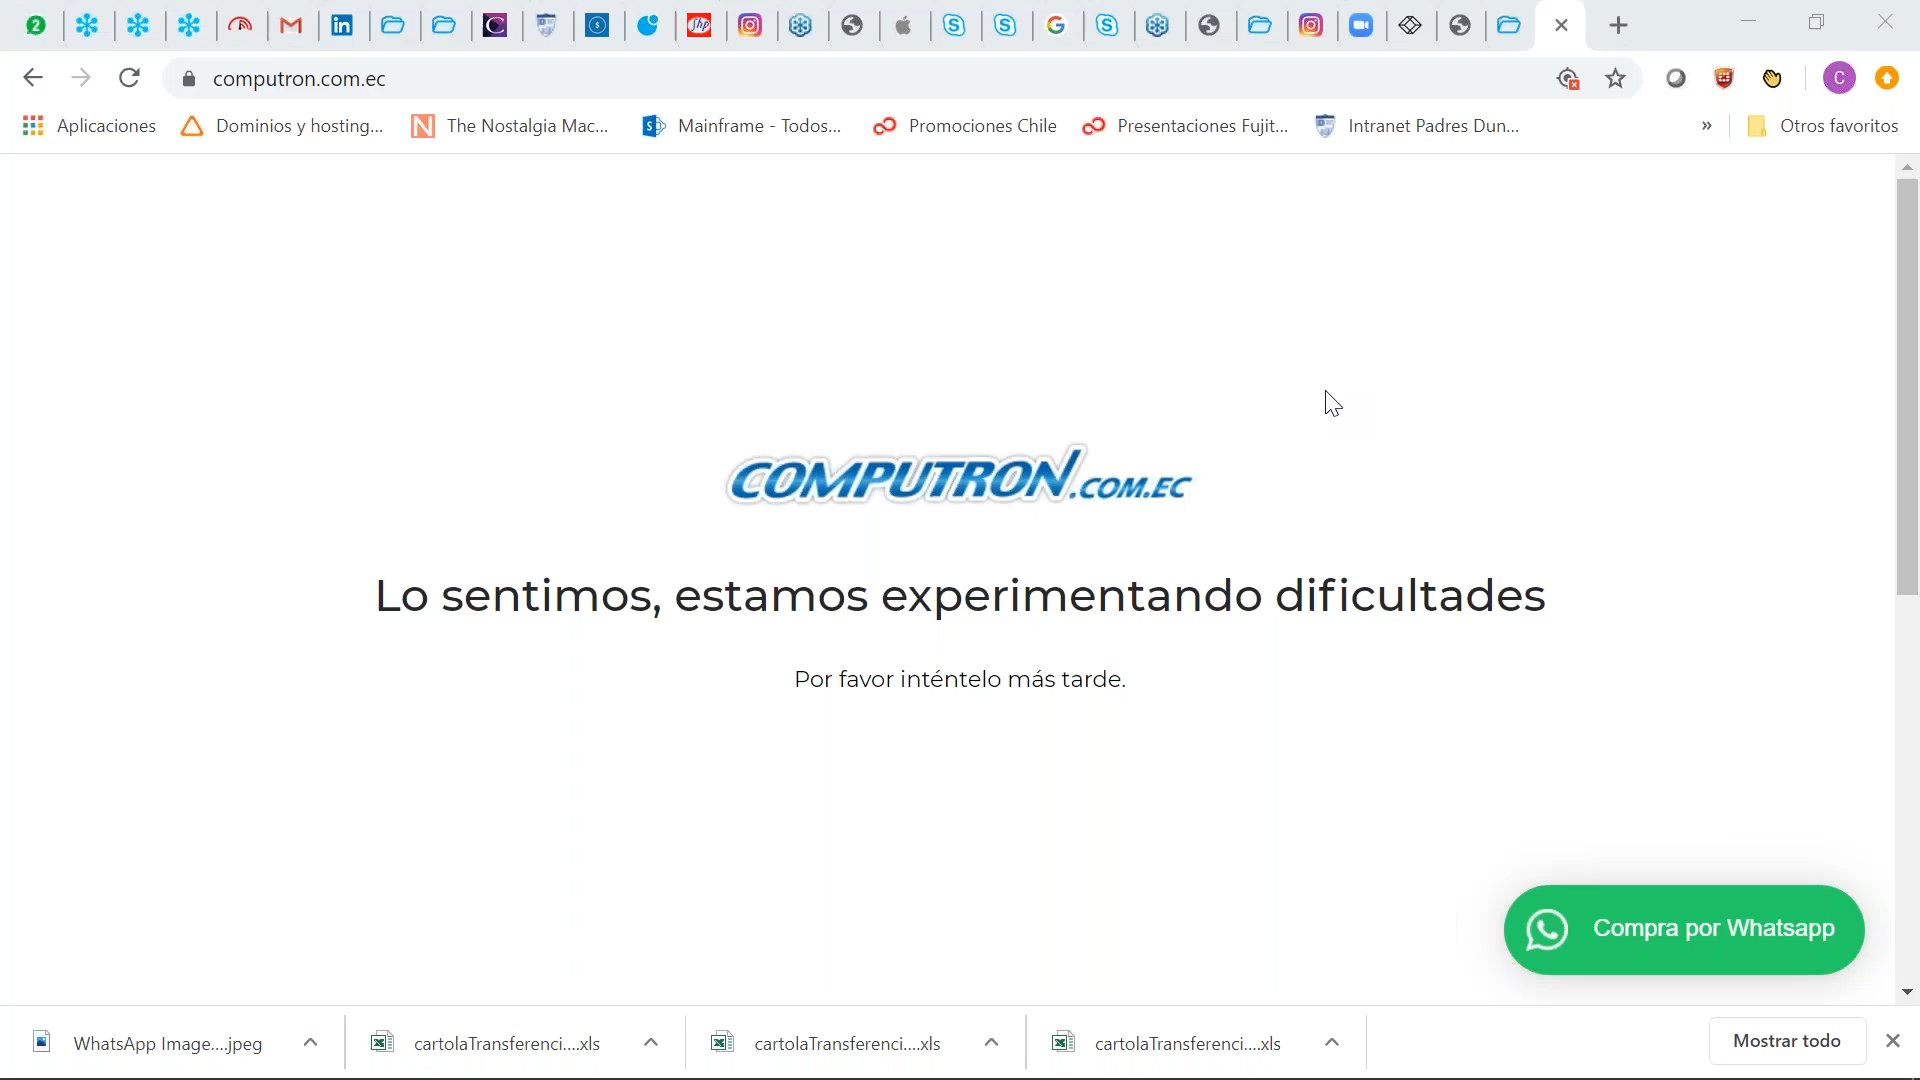 2
in
C
S
S
G
S
computron.com.ec
C
Aplicaciones
Dominios y hosting...
N
The Nostalgia Mac...
S
Mainframe - Todos...
Promociones Chile
Presentaciones Fujit...
Intranet Padres Dun...
»
Otros favoritos
COMPUTRON.COM.EC
Lo sentimos, estamos experimentando dificultades
Por favor inténtelo más tarde.
Compra por Whatsapp
WhatsApp Image....jpeg
cartolaTransferenci....xls
cartolaTransferenci....xls
cartolaTransferenci....xls
Mostrar todo